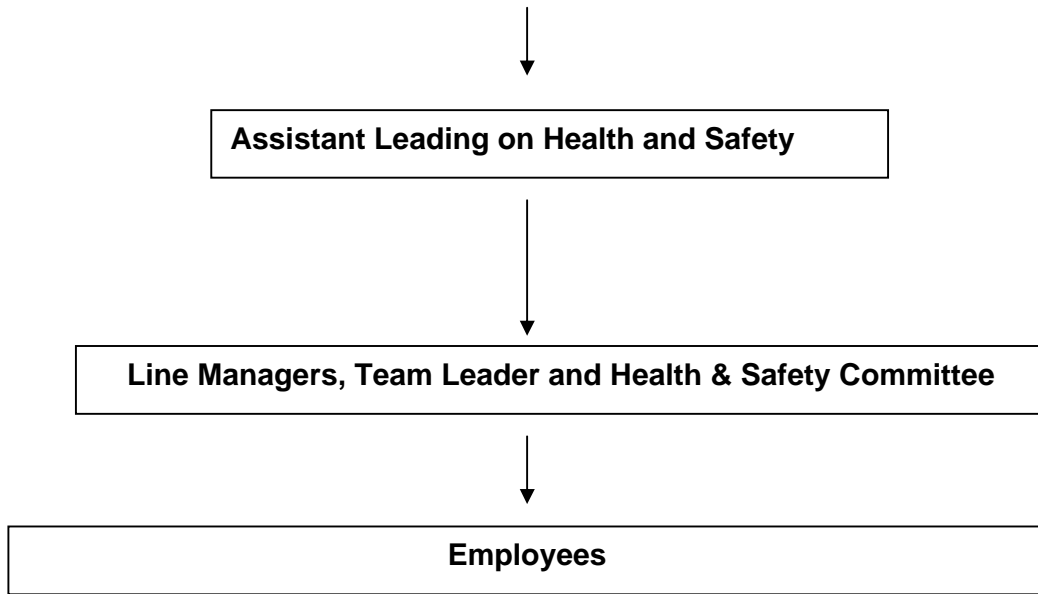 Assistant Leading on Health and Safety
Line Managers, Team Leader and Health & Safety Committee
Employees